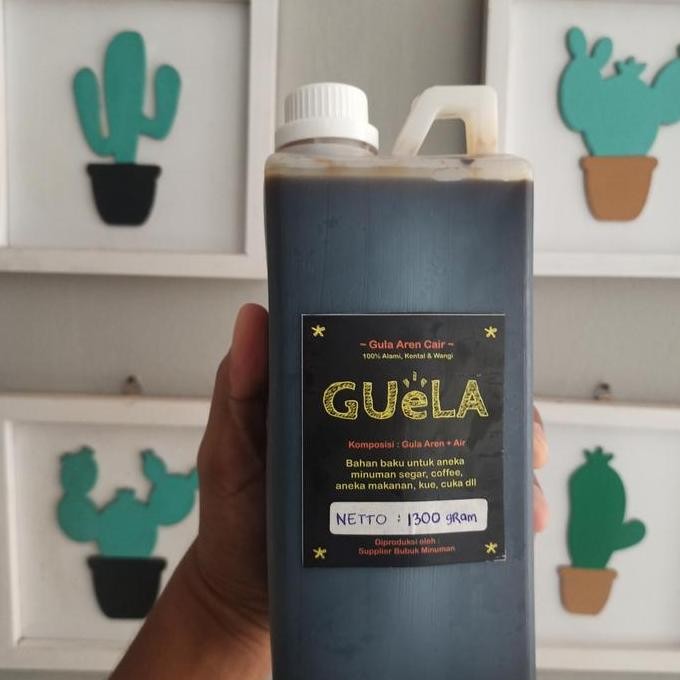 ~ Gula Aren Cair ~
100% Alami, Kental & Wangi
GUeLA
Komposisi : Gula Aren + Air
Bahan baku untuk aneka
minuman segar, coffee,
aneka makanan, kue, cuka dll
NETTO : 1300 gRam
Diproduksi oleh :
Supplier Bubuk Minuman